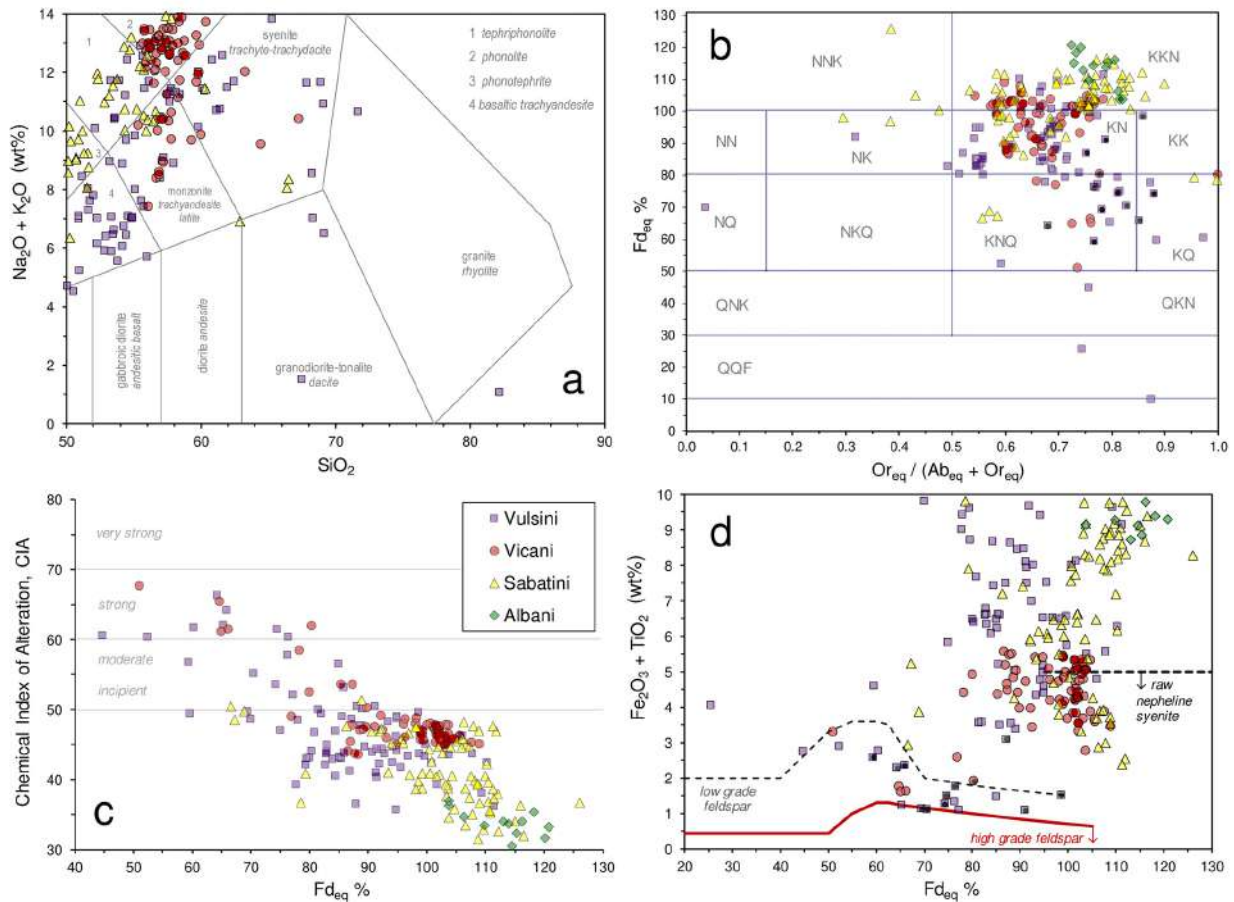 14
12
10
8
6
4
2
0
Na2O + K2O (wt%)
50
60
70
80
90
SiO2
1
2
3
4
syenite
trachyte-trachydacite
1 tephriphonolite
2 phonolite
3 phonotephrite
4 basaltic trachyandesite
monzonite
trachyandesite
latite
granite
rhyolite
gabbroic diorite
andesitic basalt
diorite andesite
granodiorite-tonalite
dacite
a
130
120
110
100
90
80
70
60
50
40
30
20
10
0
Fdeq %
0.0
0.1
0.2
0.3
0.4
0.5
0.6
0.7
0.8
0.9
1.0
Oreq / (Abeq + Oreq)
b
NNK
KKN
NN
NK
KN
KK
NQ
NKQ
KNQ
KQ
QNK
QKN
QQF
80
70
60
50
40
30
Chemical Index of Alteration, CIA
30
40
50
60
70
80
90
100
110
120
130
Fdeq %
very strong
strong
moderate
incipient
Vulsini
Vicani
Sabatini
Albani
c
10
9
8
7
6
5
4
3
2
1
0
Fe2O3 + TiO2 (wt%)
20
30
40
50
60
70
80
90
100
110
120
130
Fdeq %
d
raw
nepheline
syenite
low grade
feldspar
high grade feldspar